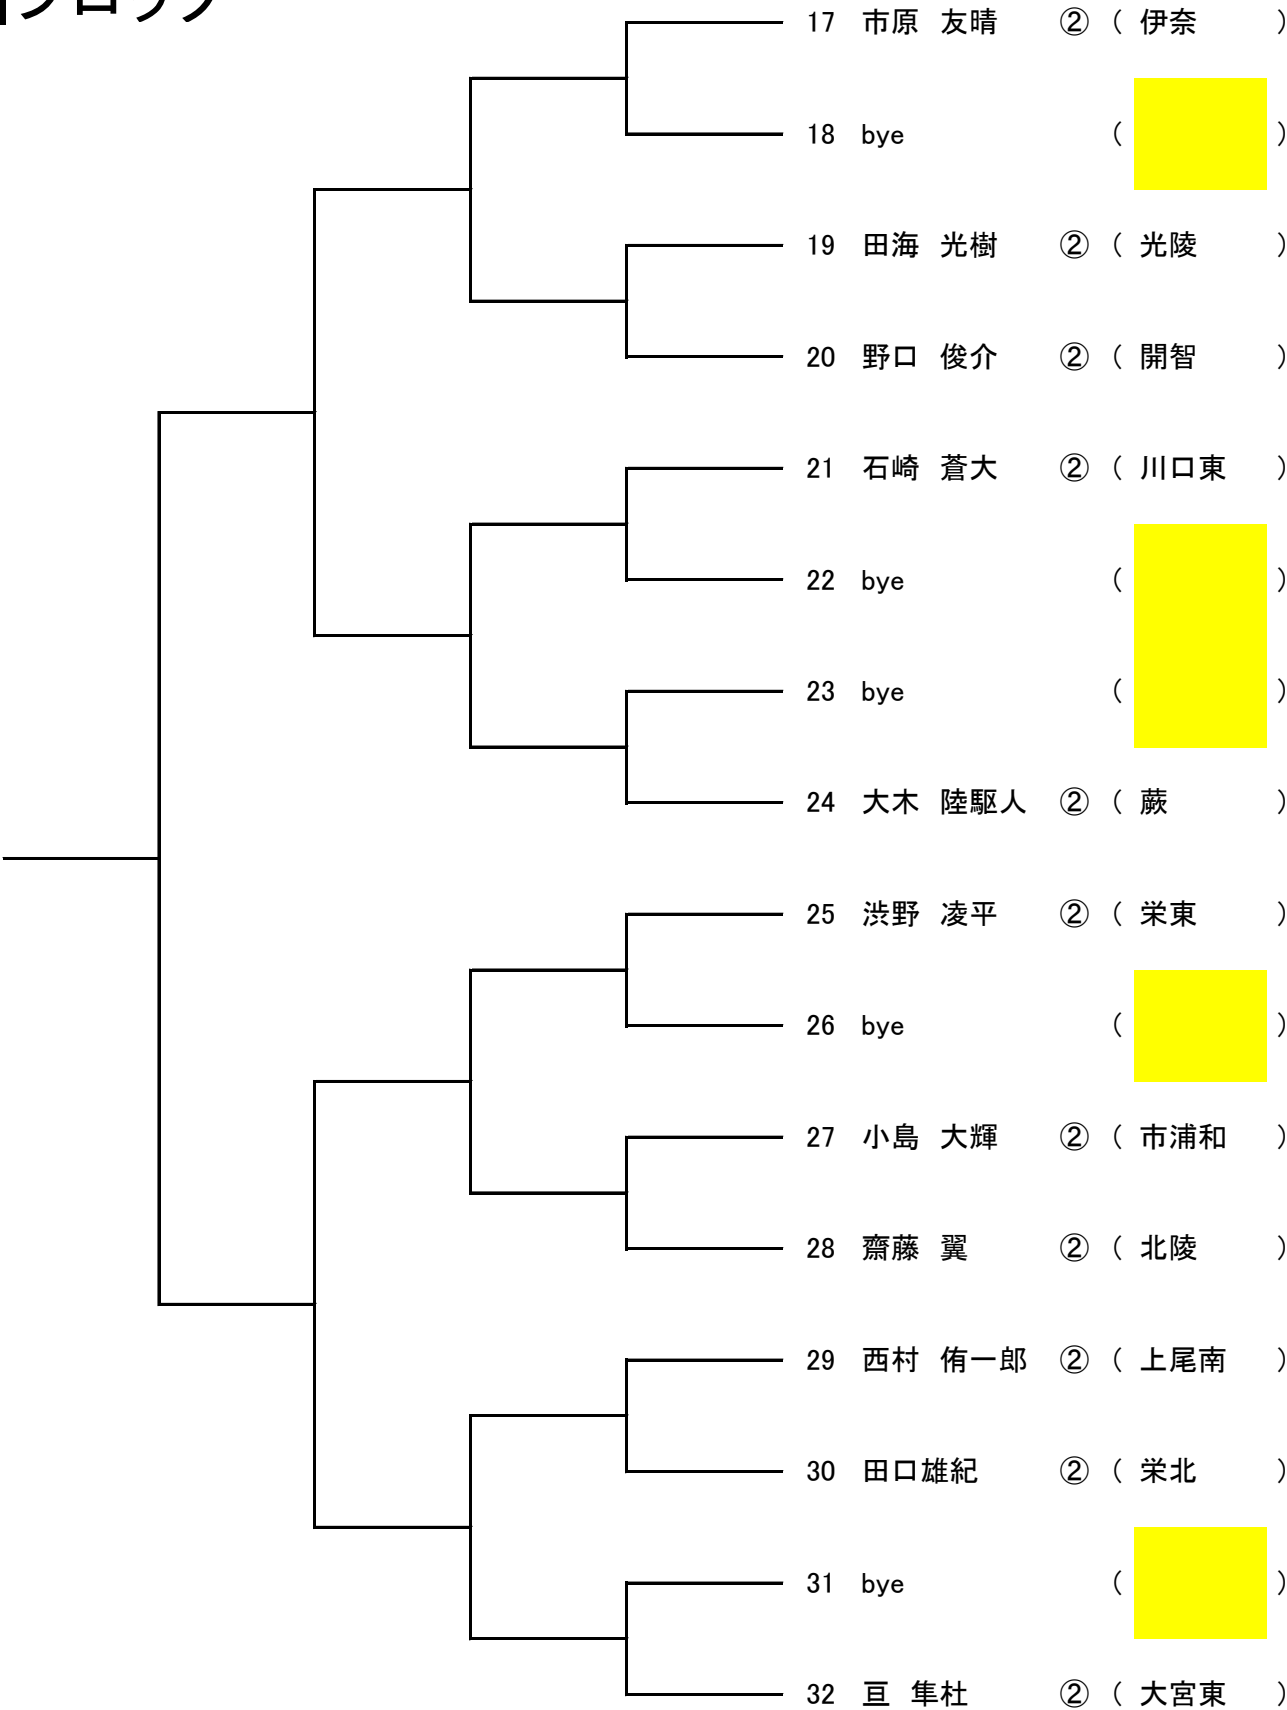 ブロック
17 市原 友晴 ② ( 伊奈 )
18 bye ( )
19 田海 光樹 ② ( 光陵 )
20 野口 俊介 ② ( 開智 )
21 石崎 蒼大 ② ( 川口東 )
22 bye ( )
23 bye ( )
24 大木 陸駆人 ② ( 蕨 )
25 渋野 凌平 ② ( 栄東 )
26 bye ( )
27 小島 大輝 ② ( 市浦和 )
28 齋藤 翼 ② ( 北陵 )
29 西村 侑一郎 ② ( 上尾南 )
30 田口雄紀 ② ( 栄北 )
31 bye ( )
32 亘 隼杜 ② ( 大宮東 )